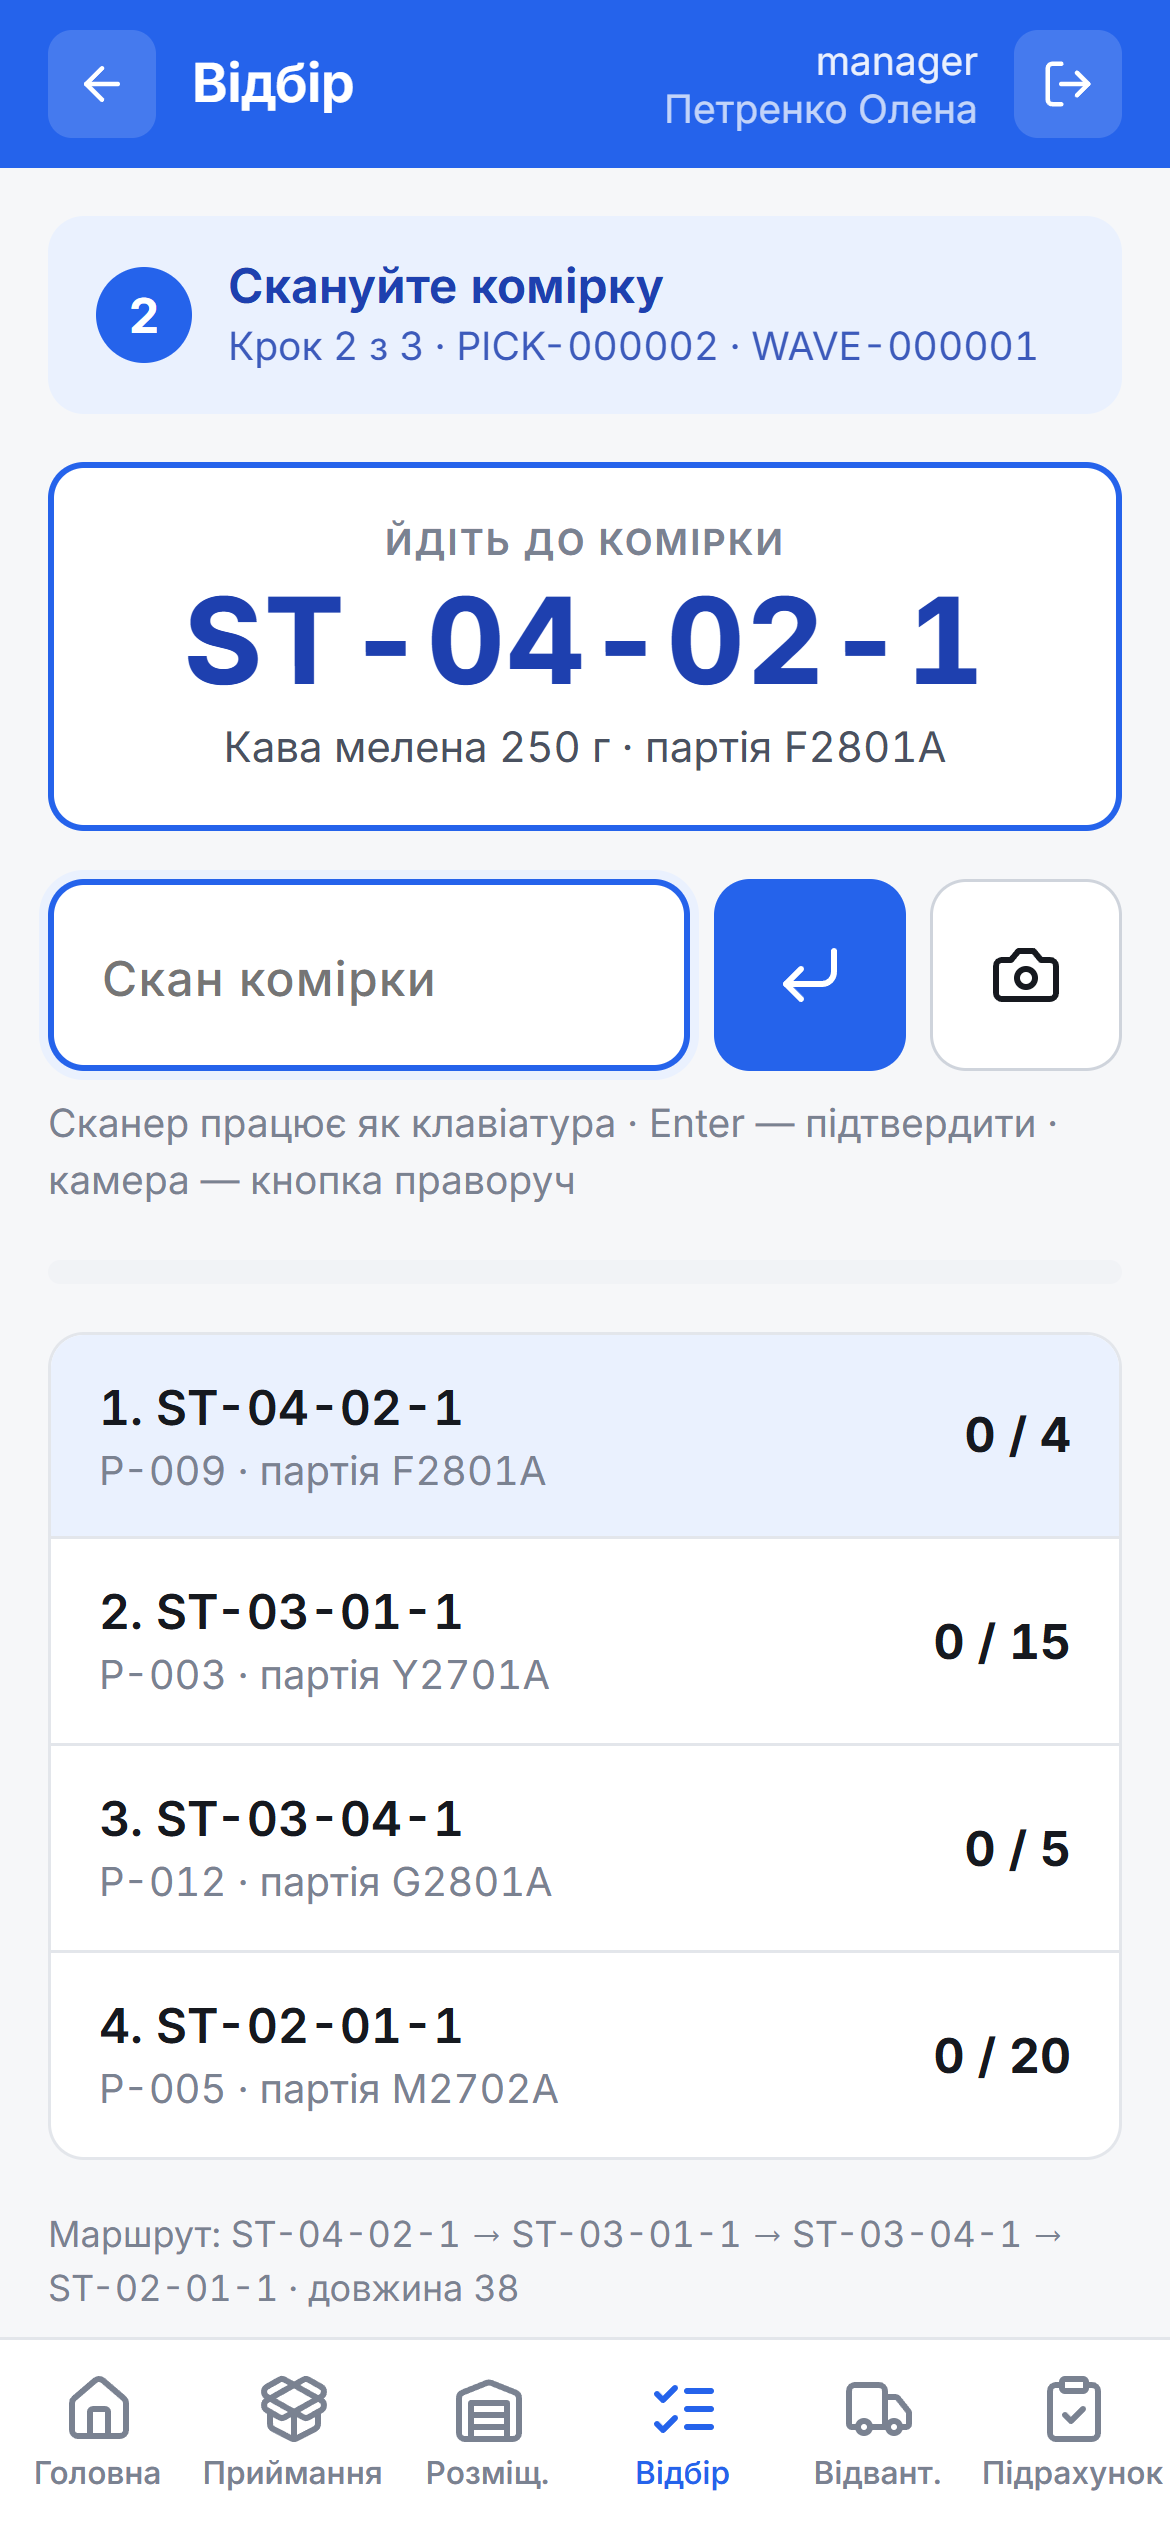 Відбір
manager
Петренко Олена
2
Скануйте комірку
Крок 2 з 3 · PICK-000002 · WAVE-000001
ЙДІТЬ ДО КОМІРКИ
ST-04-02-1
Кава мелена 250 г · партія F2801A
Скан комірки
Сканер працює як клавіатура · Enter — підтвердити ·
камера — кнопка праворуч
1. ST-04-02-1
0 / 4
P-009 · партія F2801A
2. ST-03-01-1
0 / 15
P-003 · партія Y2701A
3. ST-03-04-1
0 / 5
P-012 · партія G2801A
4. ST-02-01-1
0 / 20
P-005 · партія M2702A
Маршрут: ST-04-02-1 → ST-03-01-1 → ST-03-04-1 →
ST-02-01-1 · довжина 38
Головна
Приймання
Розміщ.
Відбір
Відвант.
Підрахунок